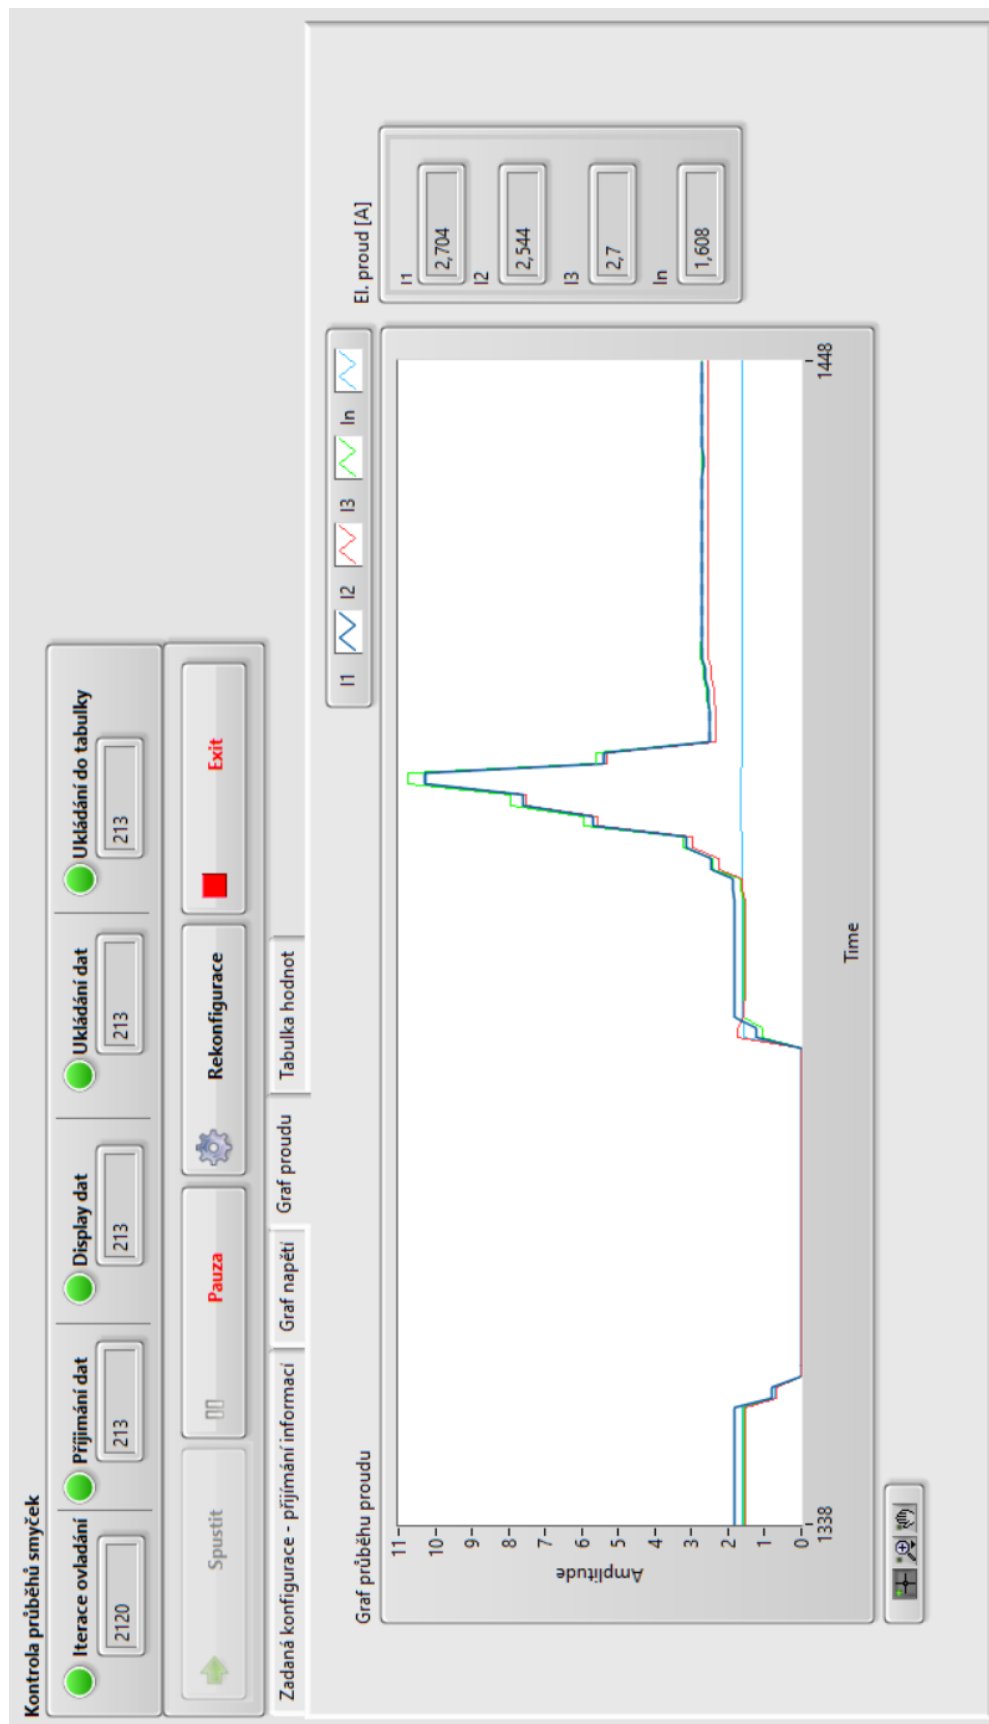 Kontrola průběhů smyček
Iterace ovládání
2120
Příjimání dat
213
Display dat
213
Ukládání dat
213
Ukládání do tabulky
213
Spustit
Pauza
Rekonfigurace
Exit
Zadaná konfigurace - přijímání informací
Graf napětí
Graf proudu
Tabulka hodnot
Graf průběhu proudu
I1
I2
I3
In
El. proud [A]
I1
2,704
I2
2,544
I3
2,7
In
1,608
Amplitude
11
10
9
8
7
6
5
4
3
2
1
0
1338
1448
Time